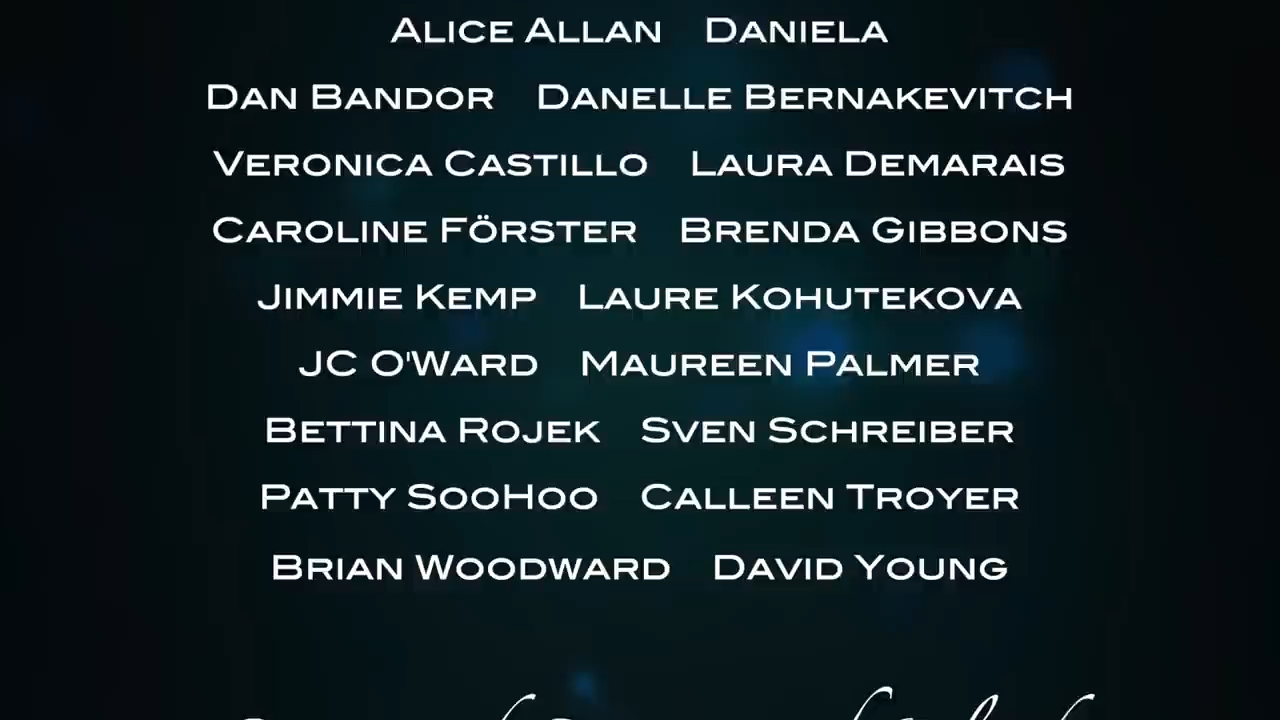 Alice Allan Daniela
Dan Bandor Danelle Bernakevitch
Veronica Castillo Laura Demarais
Caroline Förster Brenda Gibbons
Jimmie Kemp Laure Kohutekova
JC O'Ward Maureen Palmer
Bettina Rojek Sven Schreiber
Patty SooHoo Calleen Troyer
Brian Woodward David Young